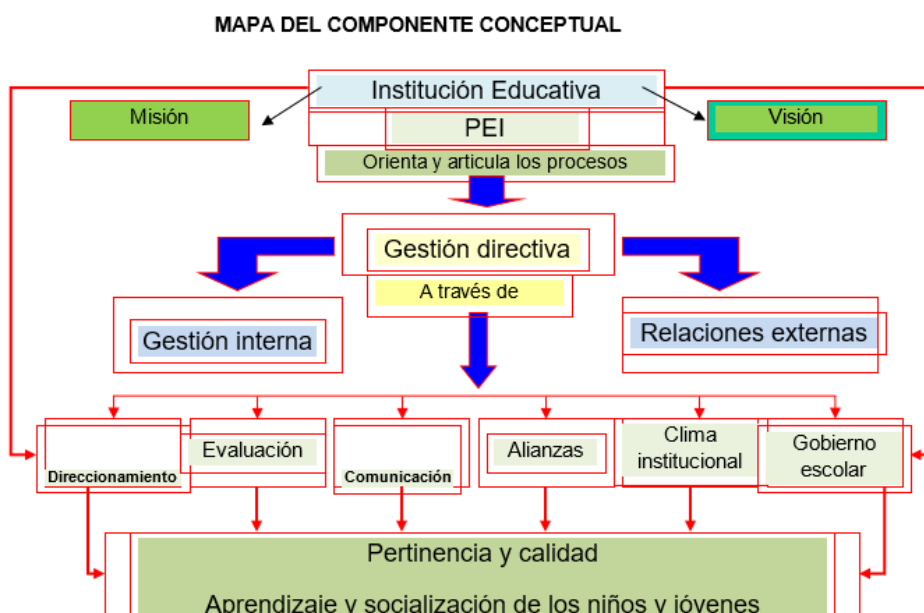 MAPA DEL COMPONENTE CONCEPTUAL
Institución Educativa
Misión
Visión
PEI
Orienta y articula los procesos
Gestión directiva
A través de
Gestión interna
Relaciones externas
Direccionamiento
Evaluación
Comunicación
Alianzas
Clima
institucional
Gobierno
escolar
Pertinencia y calidad
Aprendizaje y socialización de los niños y jóvenes